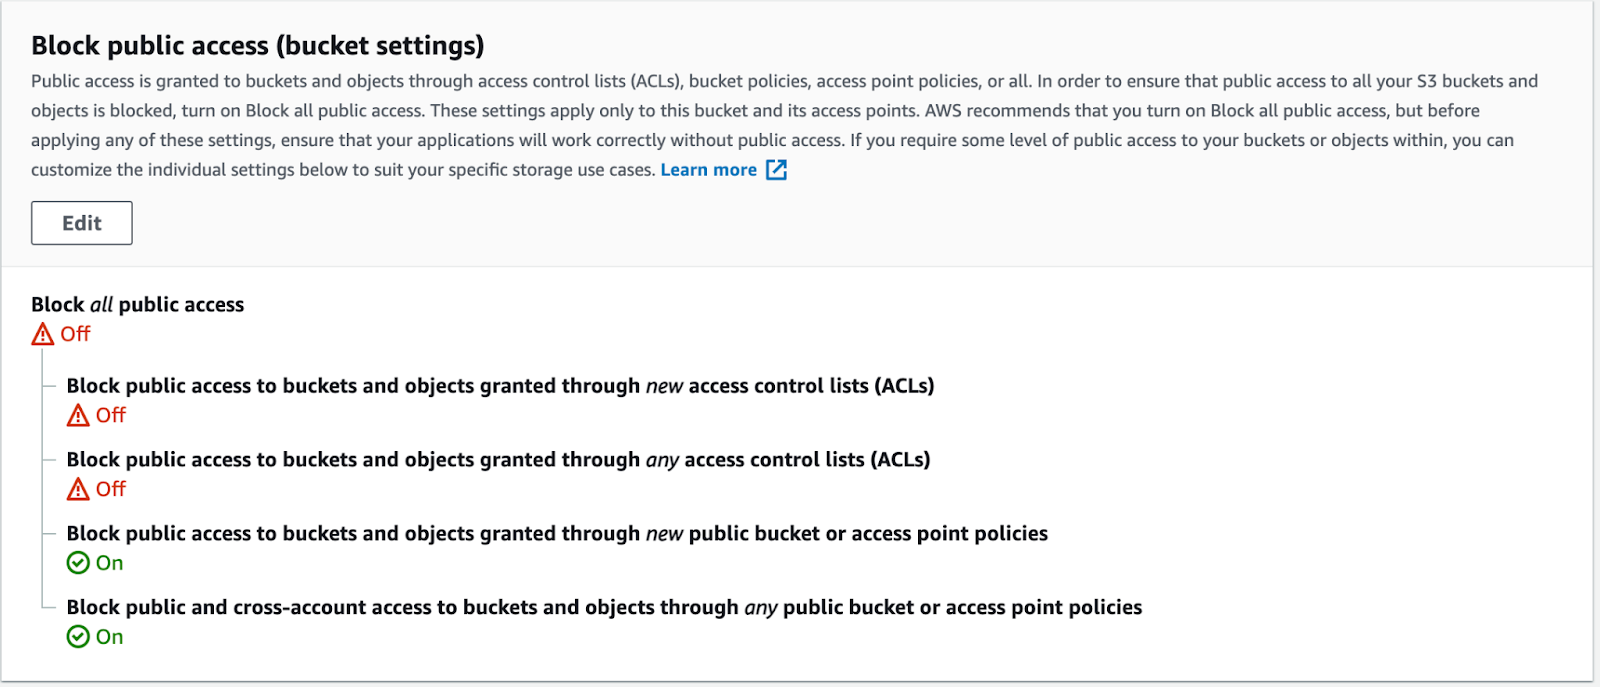 Block public access (bucket settings)
Public access is granted to buckets and objects through access control lists (ACLs), bucket policies, access point policies, or all. In order to ensure that public access to all your S3 buckets and
objects is blocked, turn on Block all public access. These settings apply only to this bucket and its access points. AWS recommends that you turn on Block all public access, but before
applying any of these settings, ensure that your applications will work correctly without public access. If you require some level of public access to your buckets or objects within, you can
customize the individual settings below to suit your specific storage use cases. Learn more
Edit
Block all public access
Off
Block public access to buckets and objects granted through new access control lists (ACLs)
Off
Block public access to buckets and objects granted through any access control lists (ACLs)
Off
Block public access to buckets and objects granted through new public bucket or access point policies
On
Block public and cross-account access to buckets and objects through any public bucket or access point policies
On